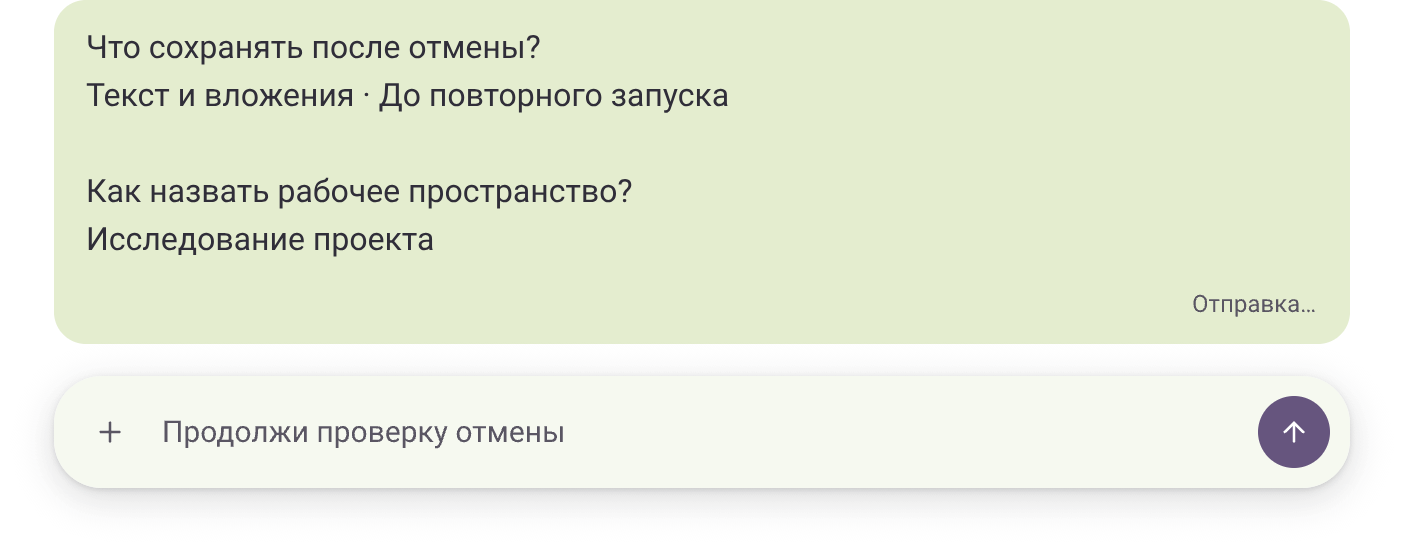 Что сохранять после отмены?
Текст и вложения · До повторного запуска
Как назвать рабочее пространство?
Исследование проекта
Отправка…
Продолжи проверку отмены